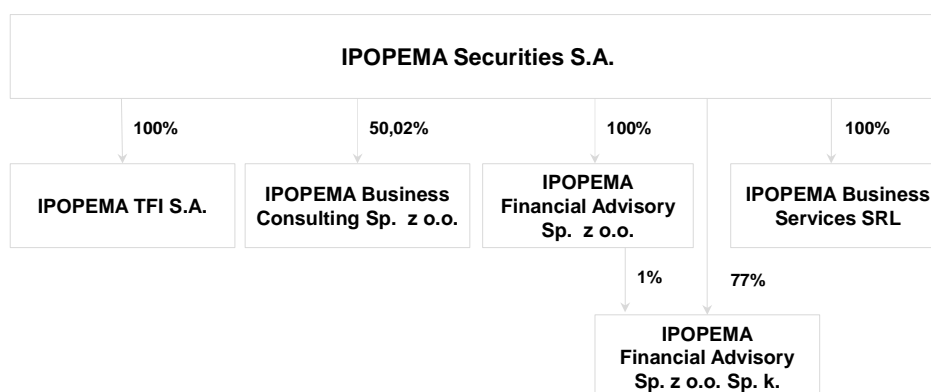 IPOPEMA Securities S.A.
100%
50,02%
100%
100%
IPOPEMA TFI S.A.
IPOPEMA Business
Consulting Sp. z o.o.
IPOPEMA
Financial Advisory
Sp. z o.o.
IPOPEMA Business
Services SRL
1%
77%
IPOPEMA
Financial Advisory
Sp. z o.o. Sp. k.